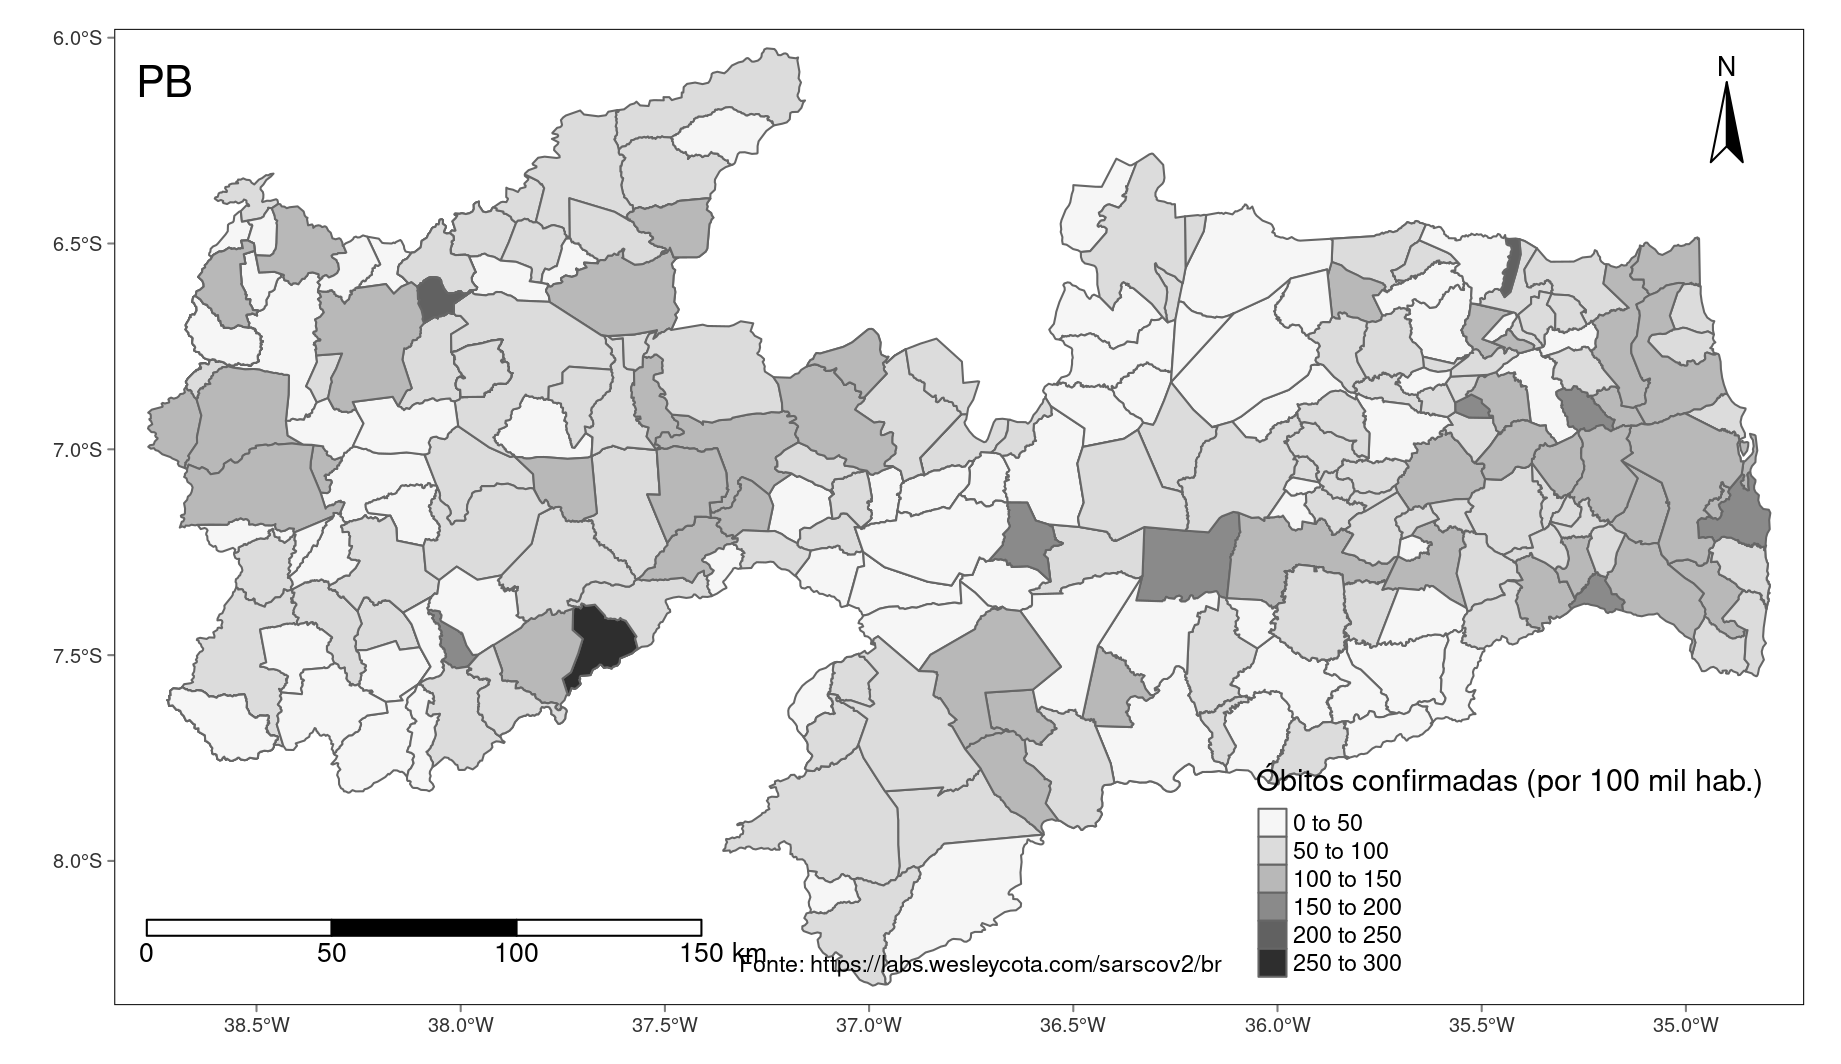 6.0°S
6.5°S
7.0°S
7.5°S
8.0°S
PB
N
Óbitos confirmadas (por 100 mil hab.)
0 to 50
50 to 100
100 to 150
150 to 200
200 to 250
250 to 300
0 50 100 150 km
Fonte: https://labs.wesleycota.com/sarscov2/br
38.5°W 38.0°W 37.5°W 37.0°W 36.5°W 36.0°W 35.5°W 35.0°W